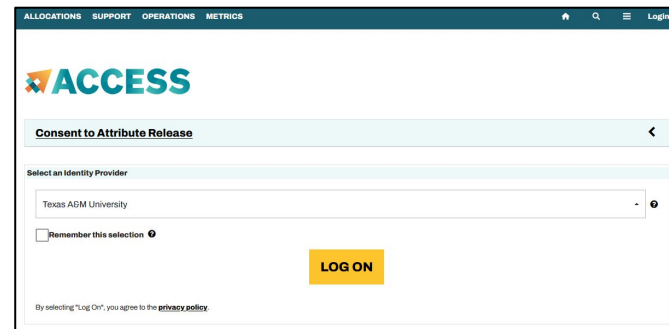 ALLOCATIONS SUPPORT OPERATIONS METRICS Login
ACCESS
Consent to Attribute Release
Select an Identity Provider
Texas A&M University
Remember this selection
LOG ON
By selecting "Log On", you agree to the privacy policy.